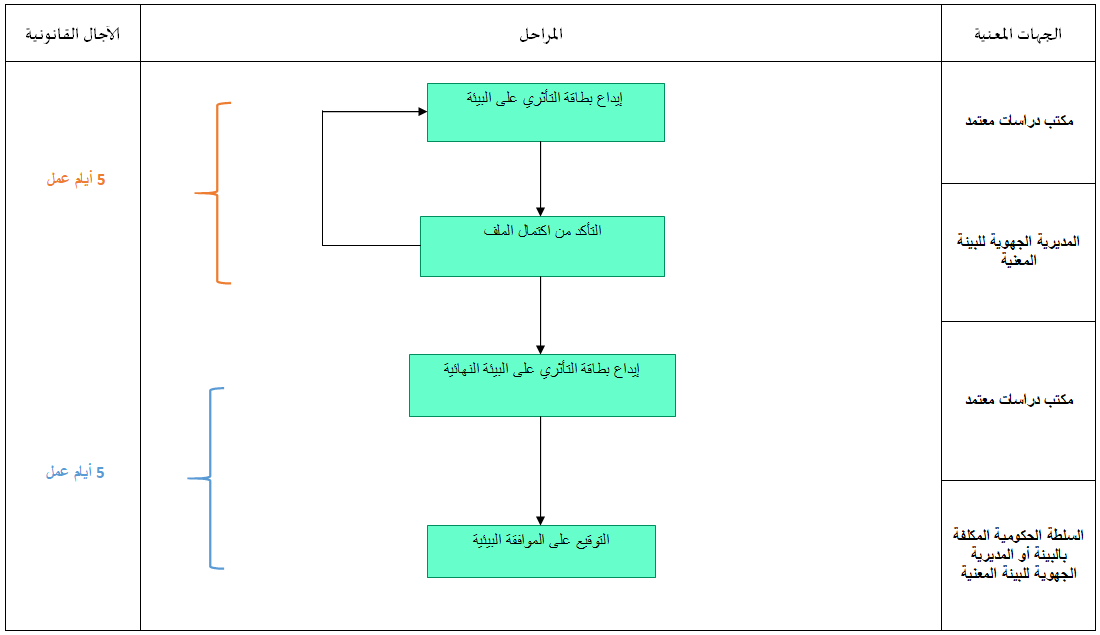 الجهات المعنية
المراحل
الآجال القانونية
مكتب دراسات معتمد
إيداع بطاقة التأثري على البيئة
5 أيام عمل
المديرية الجهوية للبيئة
المعنية
التأكد من اكتمال الملف
مكتب دراسات معتمد
إيداع بطاقة التأثري على البيئة النهائية
5 أيام عمل
السلطة الحكومية المكلفة
بالبيئة أو المديرية
الجهوية للبيئة المعنية
التوقيع على الموافقة البيئية